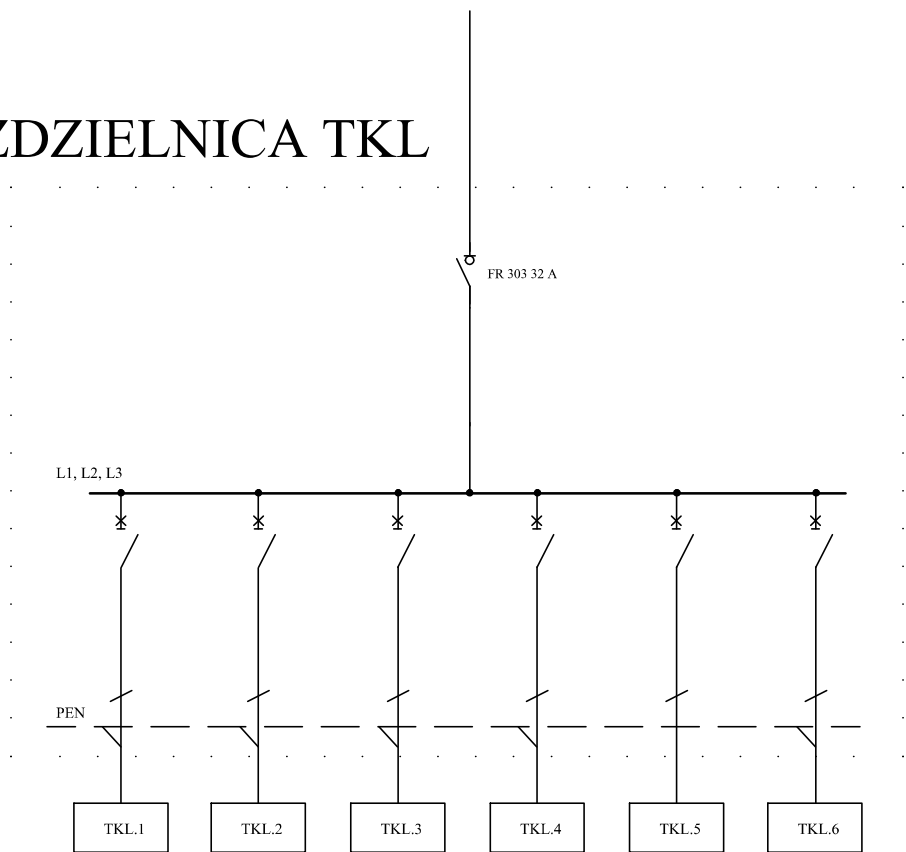 ZDZIELNICA TKL
FR 303 32 A
L1, L2, L3
PEN
TKL.1 TKL.2 TKL.3 TKL.4 TKL.5 TKL.6